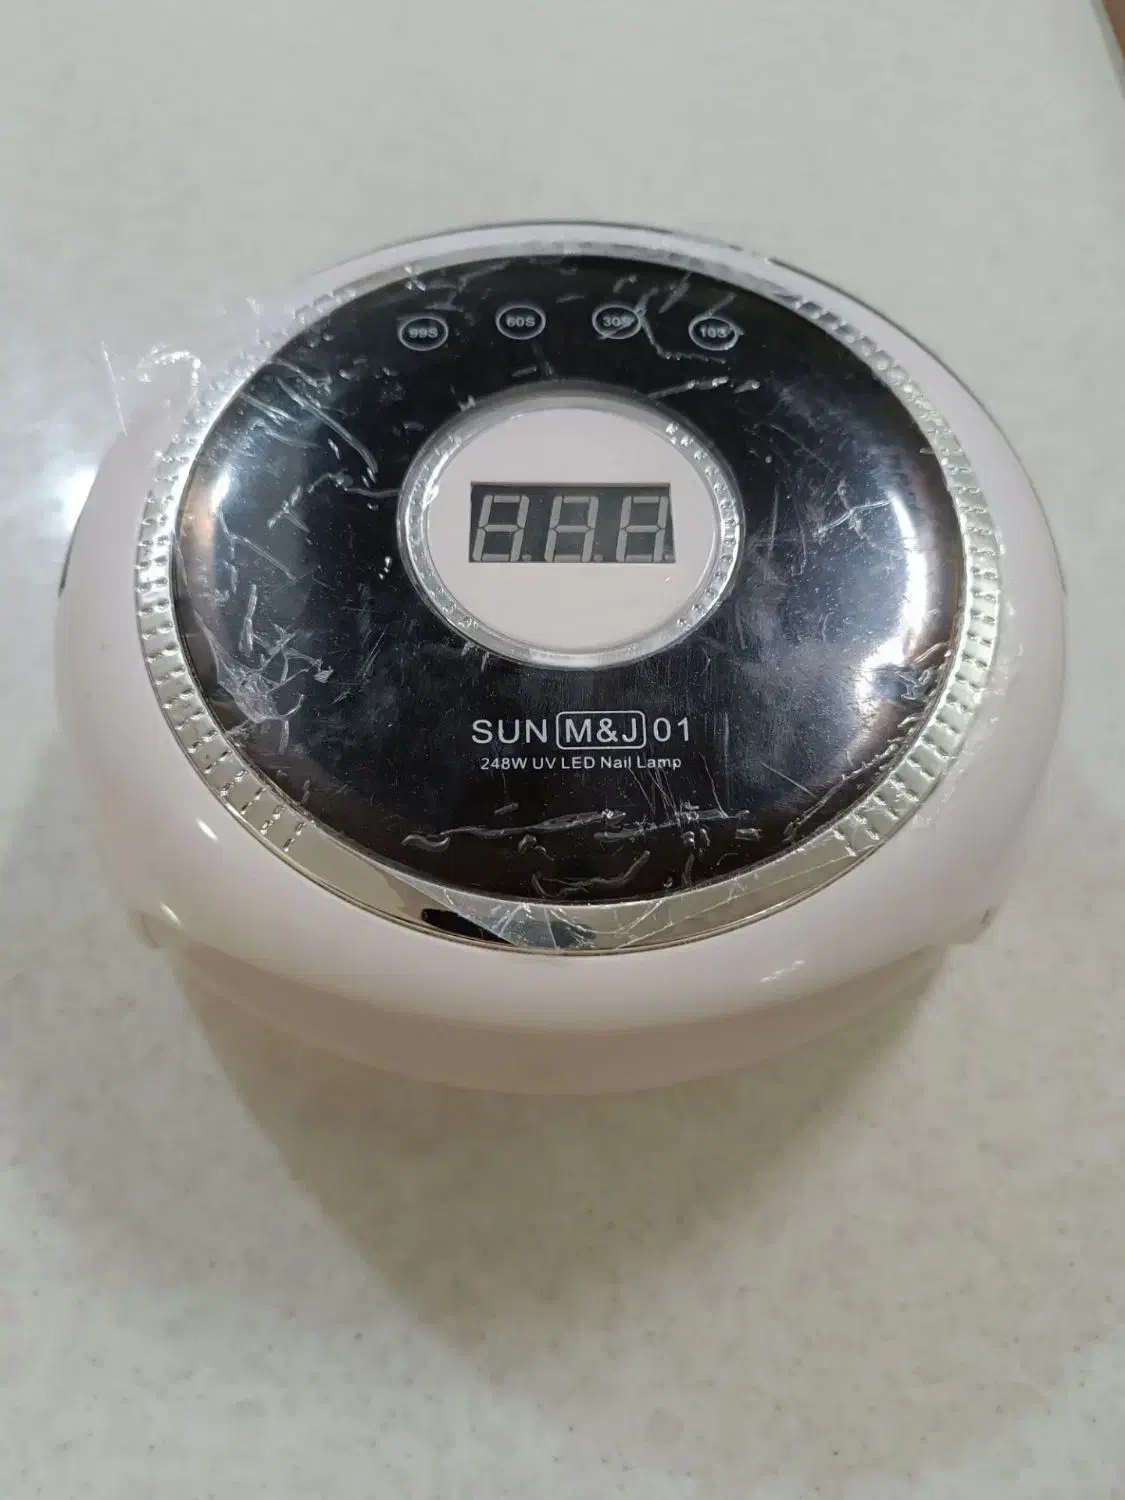 99S 60S 30S 10S
SUN M&J 01
248W UV LED Nail Lamp